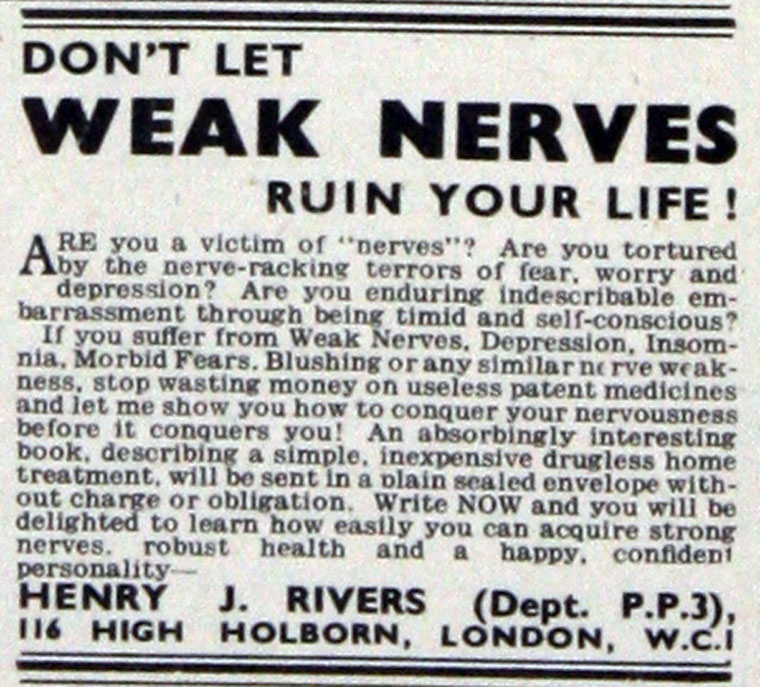 DON'T LET
WEAK NERVES
RUIN YOUR LIFE!
ARE you a victim of "nerves"? Are you tortured
by the nerve-racking terrors of fear, worry and
depression? Are you enduring indescribable em-
barrassment through being timid and self-conscious?
If you suffer from Weak Nerves, Depression, Insom-
nia, Morbid Fears, Blushing or any similar nerve weak-
ness, stop wasting money on useless patent medicines
and let me show you how to conquer your nervousness
before it conquers you! An absorbingly interesting
book, describing a simple, inexpensive drugless home
treatment, will be sent in a plain sealed envelope with-
out charge or obligation. Write NOW and you will be
delighted to learn how easily you can acquire strong
nerves, robust health and a happy, confident
personality—
HENRY J. RIVERS (Dept. P.P.3),
116 HIGH HOLBORN, LONDON, W.C.1